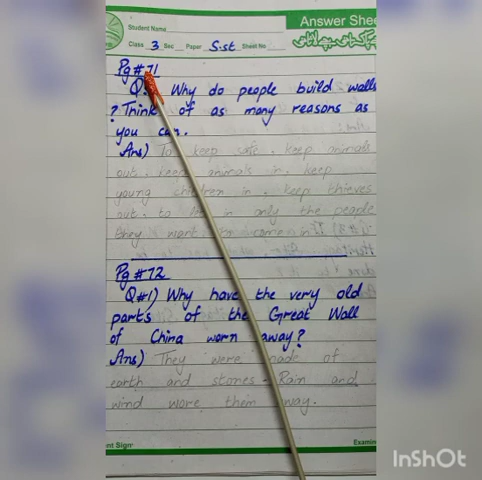 Answer Shee
Student Name
Class 3 Sec Paper S.st Sheet No
Pg #71
Q: Why do people build walls
? Think of as many reasons as
you can.
Ans) To keep safe. keep animals
out. keep animals in. keep
young children in. keep thieves
out. to let in only the people
they want to come in.
Pg #72
Q#1) Why have the very old
parts of the Great Wall
of China worn away?
Ans) They were made of
earth and stones. Rain and
wind wore them away.
nt Sign
Examin
InShOt